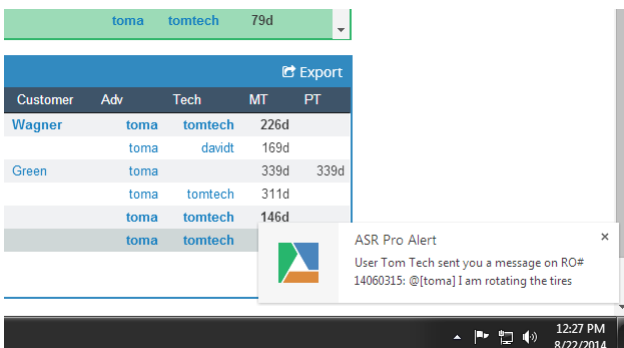 toma tomtech 79d
Export
Customer Adv Tech MT PT
Wagner toma tomtech 226d
toma davidt 169d
Green toma 339d 339d
toma tomtech 311d
toma tomtech 146d
toma tomtech
ASR Pro Alert ×
User Tom Tech sent you a message on RO#
14060315: @[toma] I am rotating the tires
12:27 PM
8/22/2014